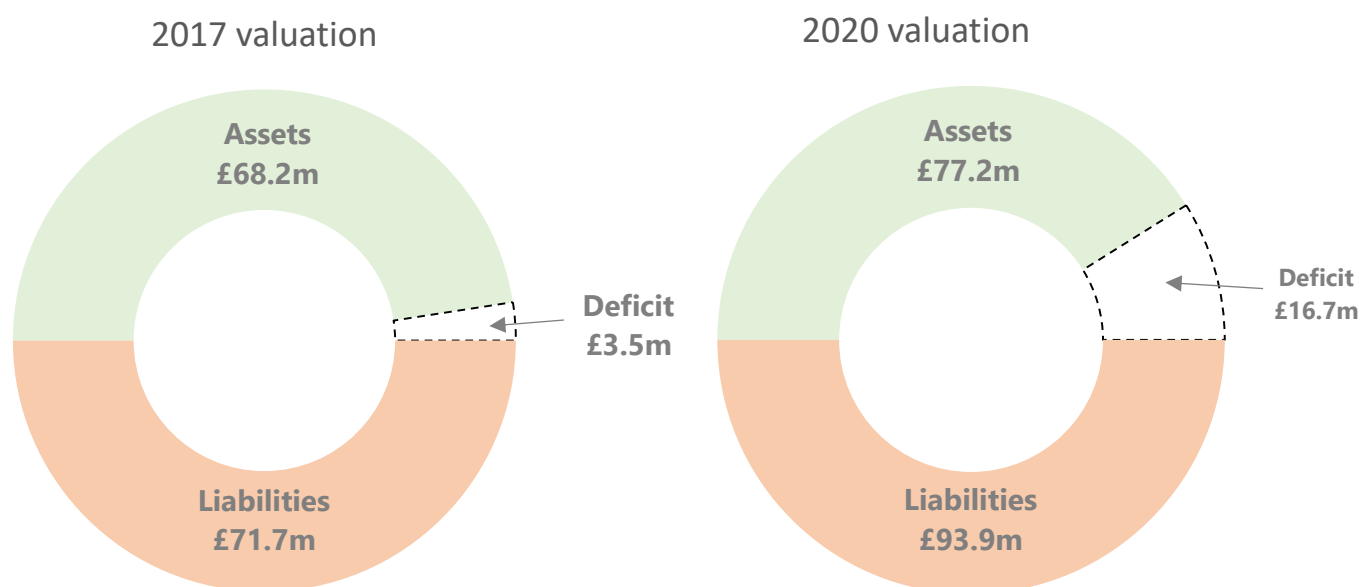 2017 valuation
Assets
£68.2m
Deficit
£3.5m
Liabilities
£71.7m
2020 valuation
Assets
£77.2m
Deficit
£16.7m
Liabilities
£93.9m